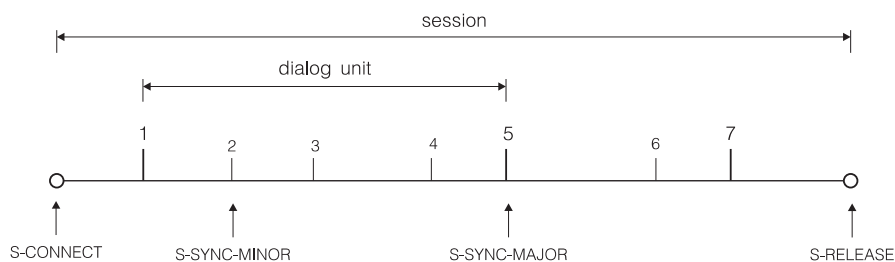 session
dialog unit
1 2 3 4 5 6 7
S-CONNECT S-SYNC-MINOR S-SYNC-MAJOR S-RELEASE